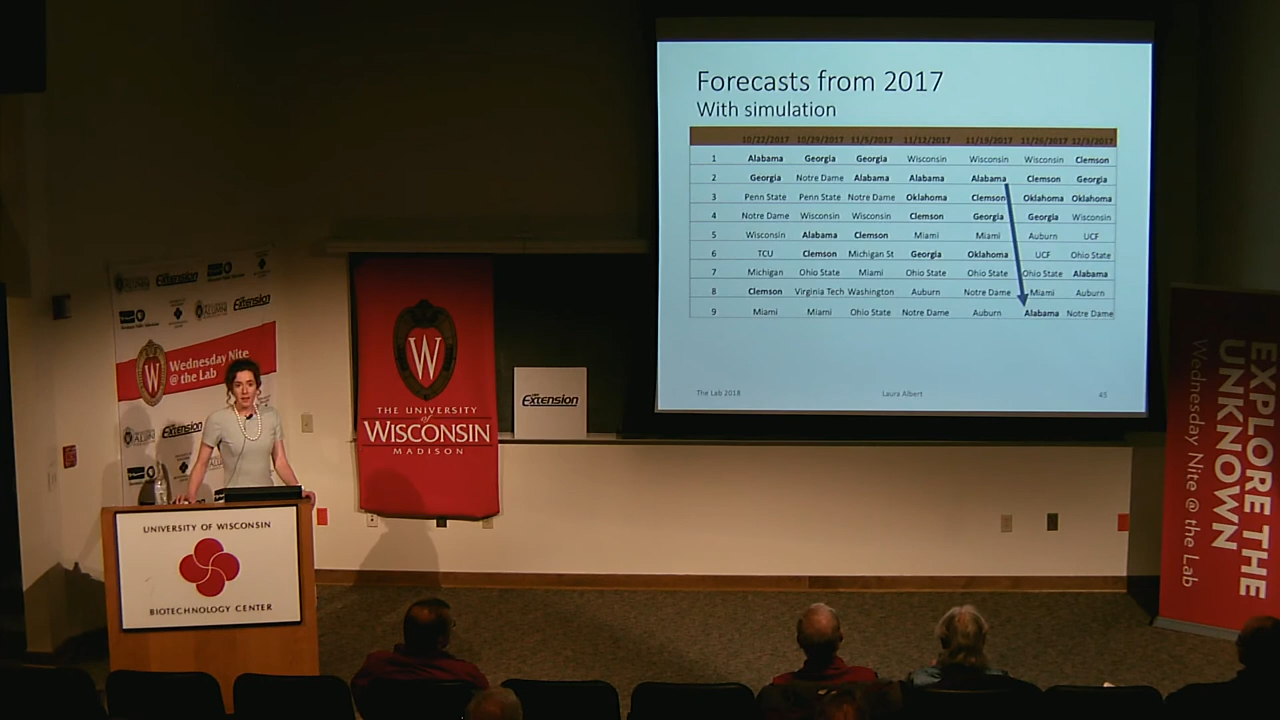 Forecasts from 2017
With simulation
10/22/2017 10/29/2017 11/5/2017 11/12/2017 11/19/2017 11/26/2017 12/3/2017
1 Alabama Georgia Georgia Wisconsin Wisconsin Wisconsin Clemson
2 Georgia Notre Dame Alabama Alabama Alabama Clemson Georgia
3 Penn State Penn State Notre Dame Oklahoma Clemson Oklahoma Oklahoma
4 Notre Dame Wisconsin Wisconsin Clemson Georgia Georgia Wisconsin
5 Wisconsin Alabama Clemson Miami Miami Auburn UCF
6 TCU Clemson Michigan St Georgia Oklahoma UCF Ohio State
7 Michigan Ohio State Miami Ohio State Ohio State Ohio State Alabama
8 Clemson Virginia Tech Washington Auburn Notre Dame Miami Auburn
9 Miami Miami Ohio State Notre Dame Auburn Alabama Notre Dame
The Lab 2018 Laura Albert 45
Extension
Extension
Wednesday Nite
@ the Lab
W
Extension
W
THE UNIVERSITY
of
WISCONSIN
MADISON
Extension
UNIVERSITY OF WISCONSIN
BIOTECHNOLOGY CENTER
EXPLORE THE
UNKNOWN
Wednesday Nite @ the Lab